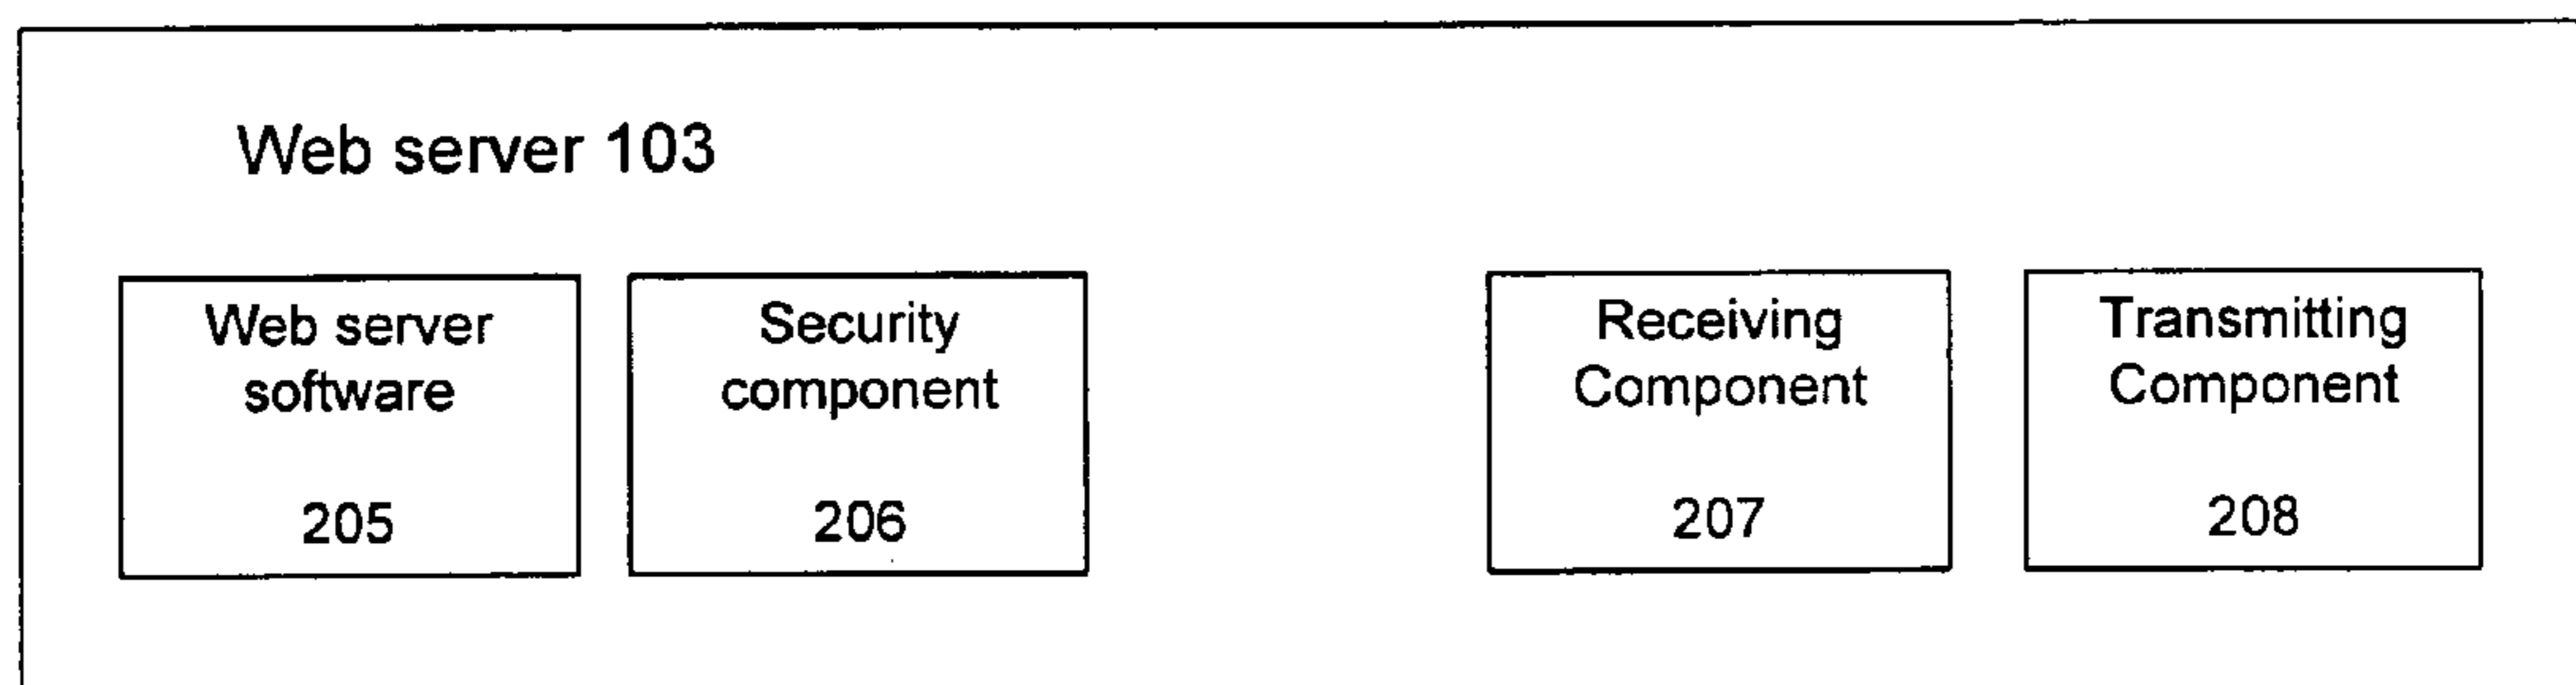 Web server 103
Web server
software
205
Security
component
206
Receiving
Component
207
Transmitting
Component
208